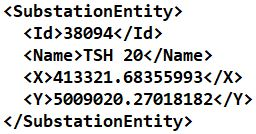 <SubstationEntity>
  <Id>38094</Id>
  <Name>TSH 20</Name>
  <X>413321.68355993</X>
  <Y>5009020.27018182</Y>
</SubstationEntity>